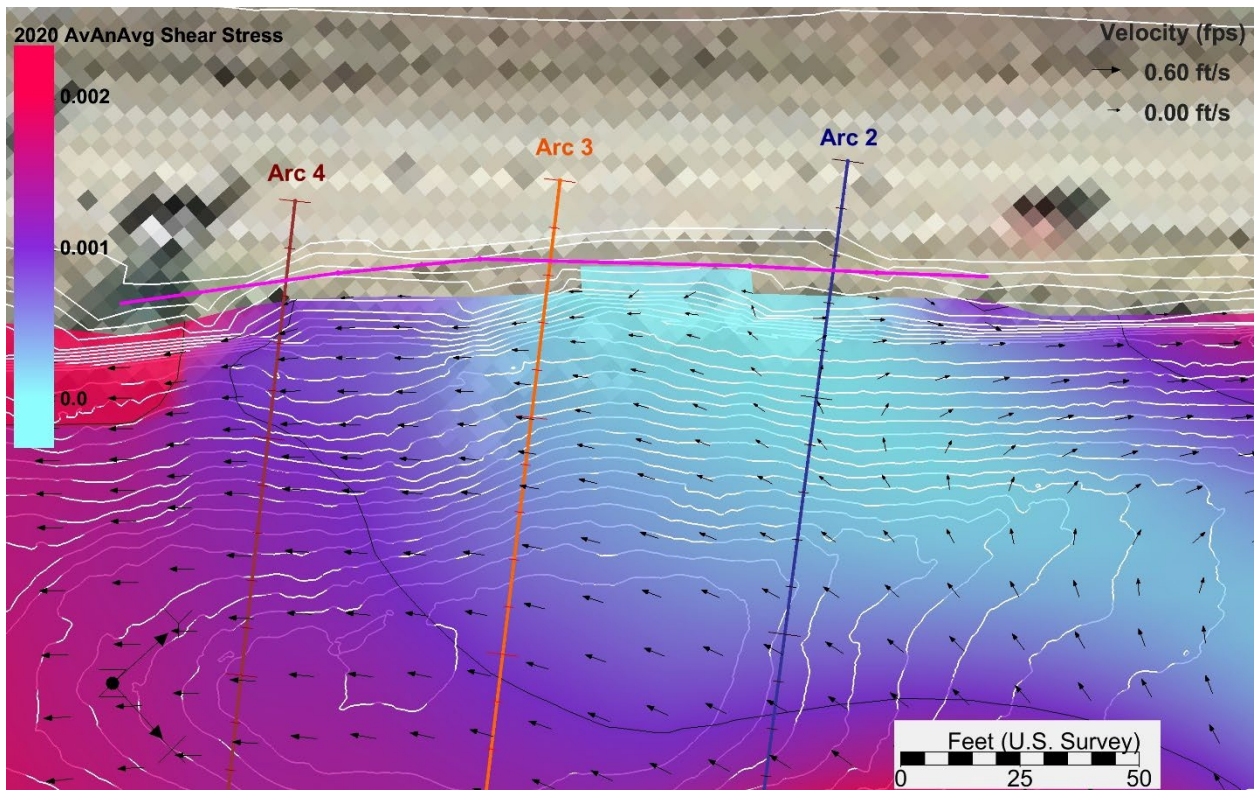 2020 AvAnAvg Shear Stress
0.002
0.001
0.0
Velocity (fps)
0.60 ft/s
0.00 ft/s
Arc 4
Arc 3
Arc 2
Feet (U.S. Survey)
0 25 50